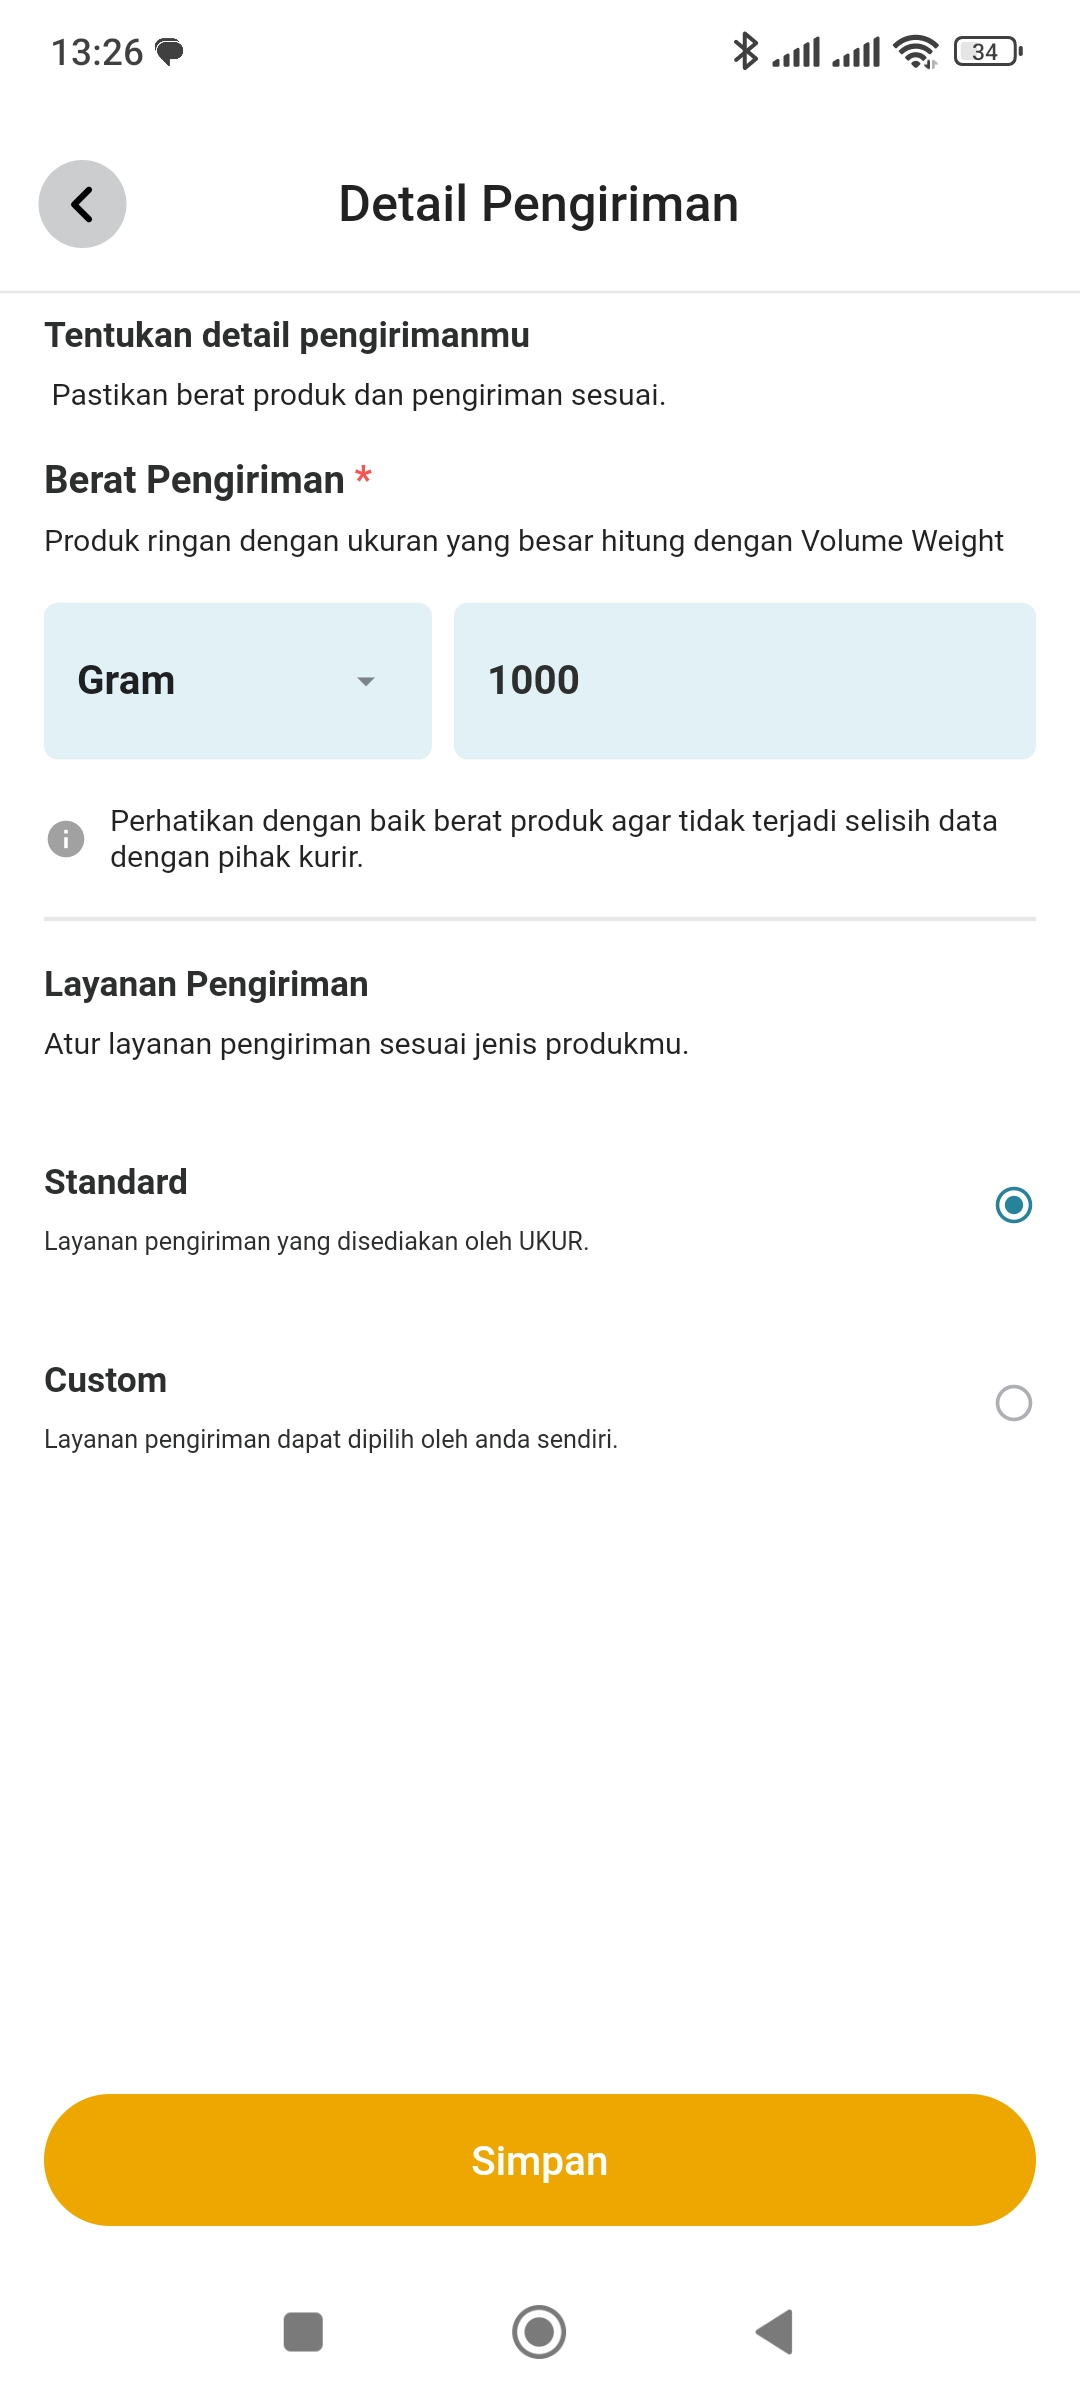 13:26
34
Detail Pengiriman
Tentukan detail pengirimanmu
Pastikan berat produk dan pengiriman sesuai.
Berat Pengiriman *
Produk ringan dengan ukuran yang besar hitung dengan Volume Weight
Gram
1000
Perhatikan dengan baik berat produk agar tidak terjadi selisih data
dengan pihak kurir.
Layanan Pengiriman
Atur layanan pengiriman sesuai jenis produkmu.
Standard
Layanan pengiriman yang disediakan oleh UKUR.
Custom
Layanan pengiriman dapat dipilih oleh anda sendiri.
Simpan